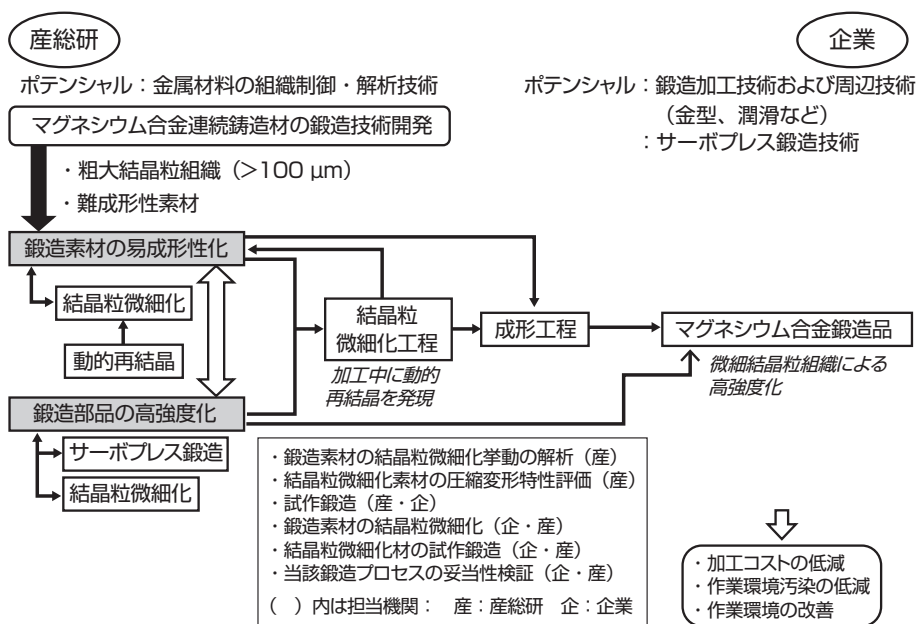 産総研
企業
ポテンシャル：金属材料の組織制御・解析技術
ポテンシャル：鍛造加工技術および周辺技術
（金型、潤滑など）
：サーボプレス鍛造技術
マグネシウム合金連続鋳造材の鍛造技術開発
・粗大結晶粒組織（＞100 μm）
・難成形性素材
鍛造素材の易成形性化
結晶粒微細化
動的再結晶
結晶粒
微細化工程
加工中に動的
再結晶を発現
成形工程
マグネシウム合金鍛造品
微細結晶粒組織による
高強度化
鍛造部品の高強度化
サーボプレス鍛造
結晶粒微細化
・鍛造素材の結晶粒微細化挙動の解析（産）
・結晶粒微細化素材の圧縮変形特性評価（産）
・試作鍛造（産・企）
・鍛造素材の結晶粒微細化（企・産）
・結晶粒微細化材の試作鍛造（企・産）
・当該鍛造プロセスの妥当性検証（企・産）
（　）内は担当機関：　産：産総研　企：企業
・加工コストの低減
・作業環境汚染の低減
・作業環境の改善